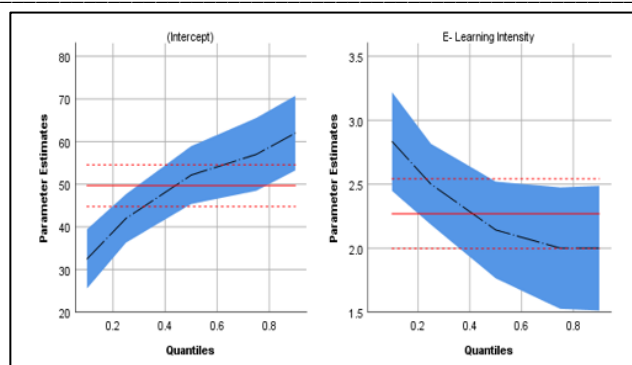 (Intercept)
80
70
60
50
40
30
20
0.2 0.4 0.6 0.8
Parameter Estimates
Quantiles
E- Learning Intensity
3.5
3.0
2.5
2.0
1.5
0.2 0.4 0.6 0.8
Parameter Estimates
Quantiles